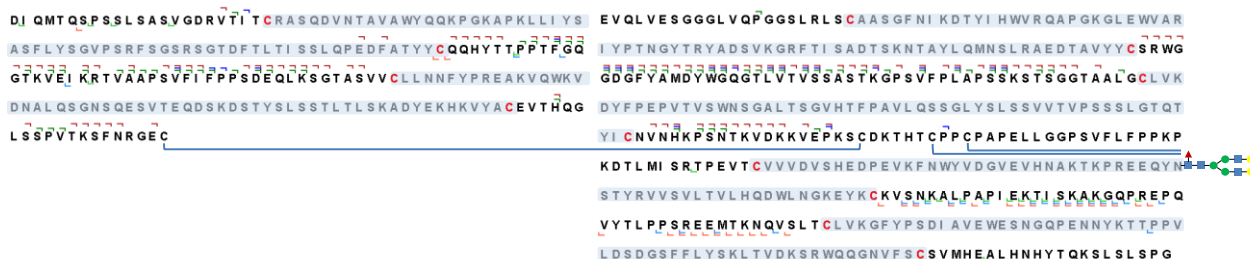 DIQMTQSPSSLSASVGDRVTITCRASQDVNTAVAWYQQKPGKAPKLLIYS
ASFLYSGVPSRFSGSRSGTDFTLTISSLQPEDFATYYCQQHYTTPPTFGQ
GTKVEIKRTVAAPSVFIFPPSDEQLKSGTASVVCLLNNFYPREAKVQWKV
DNALQSGNSQESVTEQDSKDSTYSLSSTLTLSKADYEKHKVYACEVTHQG
LSSPVTKSFNRGEC
EVQLVESGGGLVQPGGSLRLSCAASGFNIKDTYIHWVRQAPGKGLEWVAR
IYPTNGYTRYADSVKGRFTISADTSKNTAYLQMNSLRAEDTAVYYCSRWG
GDGFYAMDYWGQGTLVTVSSASTKGPSVFPLAPSSKSTSGGTAALGCLVK
DYFPEPVTVSWNSGALTSGVHTFPAVLQSSGLYSLSSVVTVPSSSLGTQT
YICNVNHKPSNTKVDKKVEPKSCDKTHTCPPCPAPELLGGPSVFLFPPKP
KDTLMISRTPEVTCVVVDVSHEDPEVKFNWYVDGVEVHNAKTKPREEQYN
STYRVVSVLTVLHQDWLNGKEYKCKVSNKALPAPIEKTISKAKGQPREPQ
VYTLPPSREEMTKNQVSLTCLVKGFYPSDIAVEWESNGQPENNYKTTPPV
LDSDGSFFLYSKLTVDKSRWQQGNVFSCSVMHEALHNHYTQKSLSLSPG